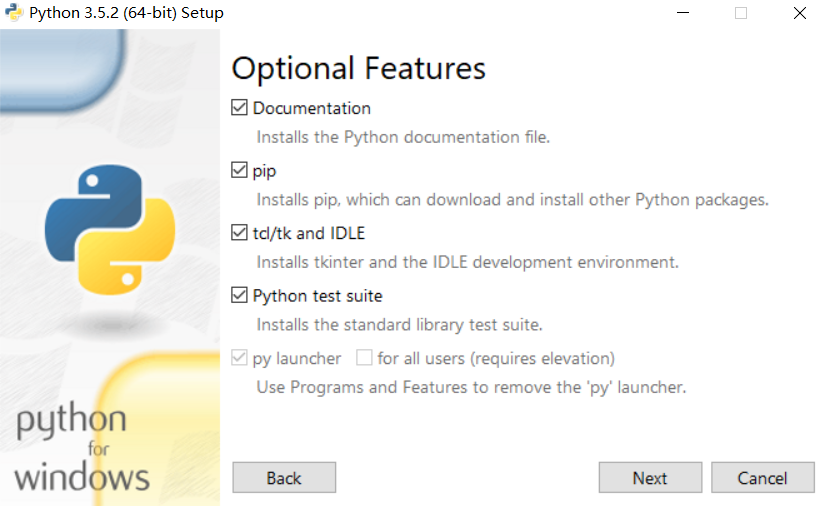 Python 3.5.2 (64-bit) Setup
Optional Features
Documentation
Installs the Python documentation file.
pip
Installs pip, which can download and install other Python packages.
tcl/tk and IDLE
Installs tkinter and the IDLE development environment.
Python test suite
Installs the standard library test suite.
py launcher for all users (requires elevation)
Use Programs and Features to remove the 'py' launcher.
python
for
windows
Back Next Cancel